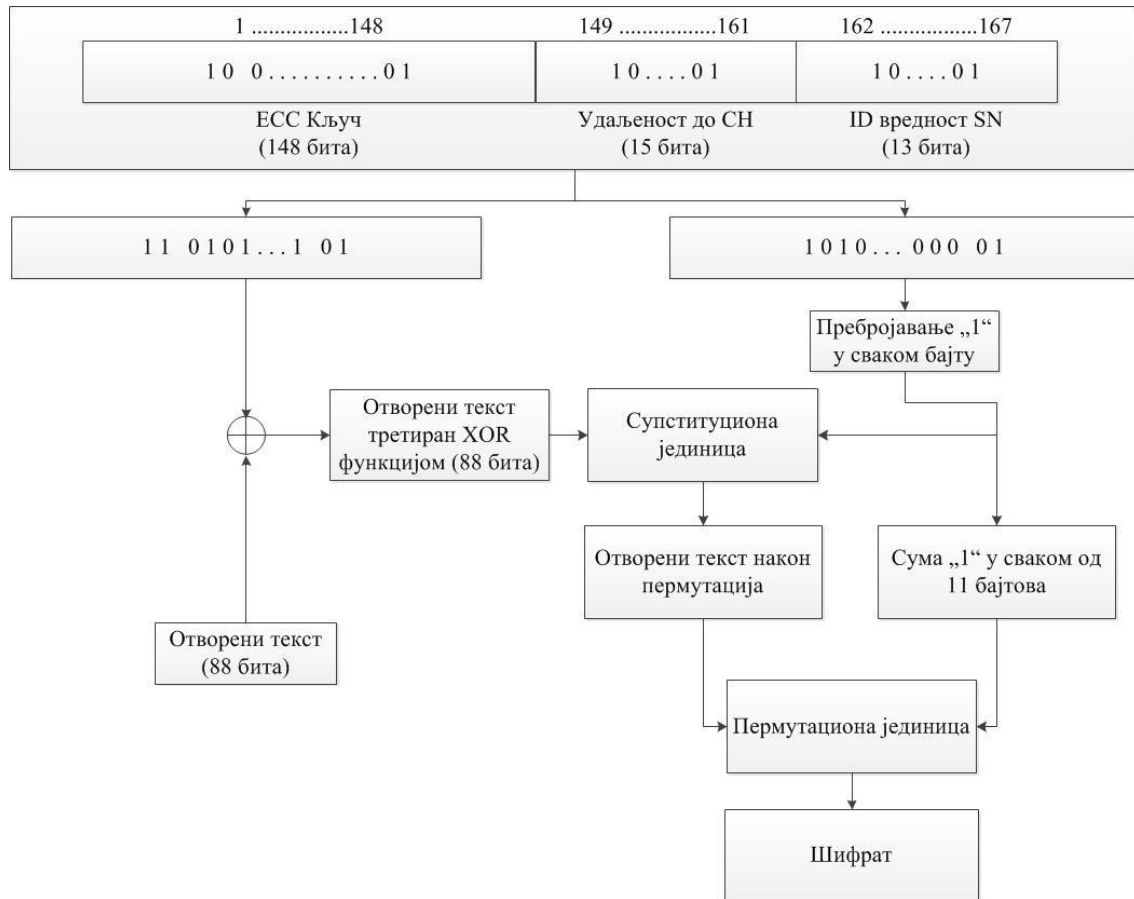 1 .................148
149 .................161
162 .................167
1 0 0..........0 1
1 0....0 1
1 0....0 1
ECC Кључ
(148 бита)
Удаљеност до CH
(15 бита)
ID вредност SN
(13 бита)
1 1 0 1 0 1...1 0 1
1 0 1 0... 0 0 0 0 1
Пребројавање „1“
у сваком бајту
Отворени текст
третиран XOR
функцијом (88 бита)
Супституциона
јединица
Отворени текст након
пермутација
Сума „1“ у сваком од
11 бајтова
Отворени текст
(88 бита)
Пермутациона јединица
Шифрат